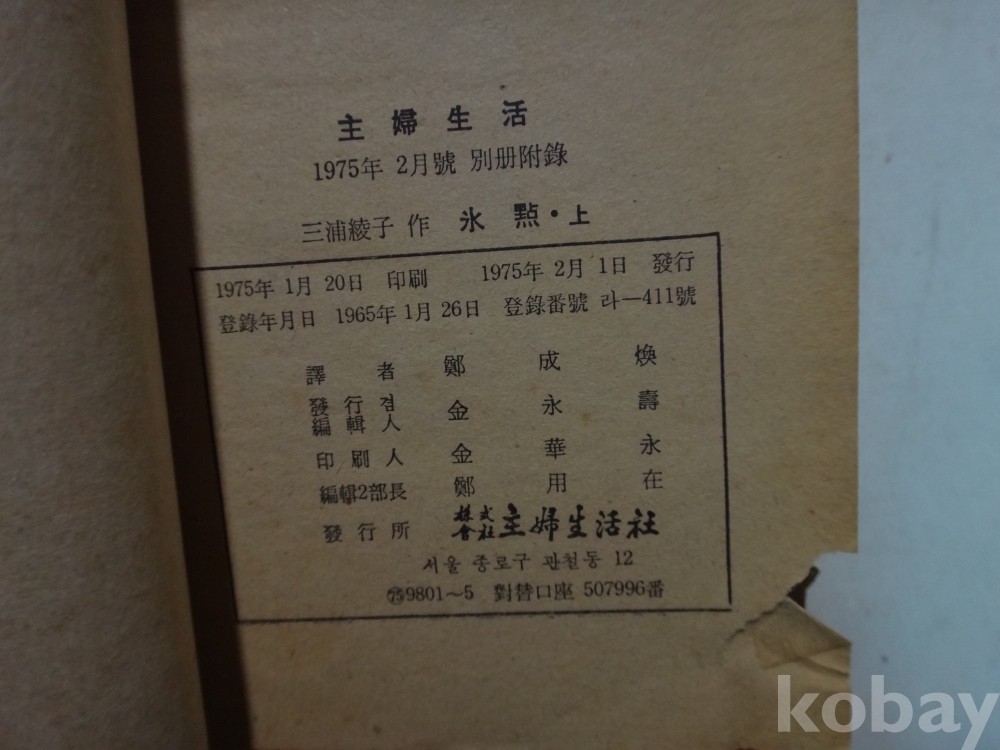 主婦生活
1975年 2月號 別册附錄
三浦綾子 作 氷點・上
1975年 1月 20日 印刷 1975年 2月 1日 發行
登錄年月日 1965年 1月 26日 登錄番號 라—411號
譯者 鄭成煥
發行겸
編輯人 金永壽
印刷人 金華永
編輯2部長 鄭用在
發行所 株式會社 主婦生活社
서울 종로구 관철동 12
㊆9801~5 對替口座 507996番
kobay